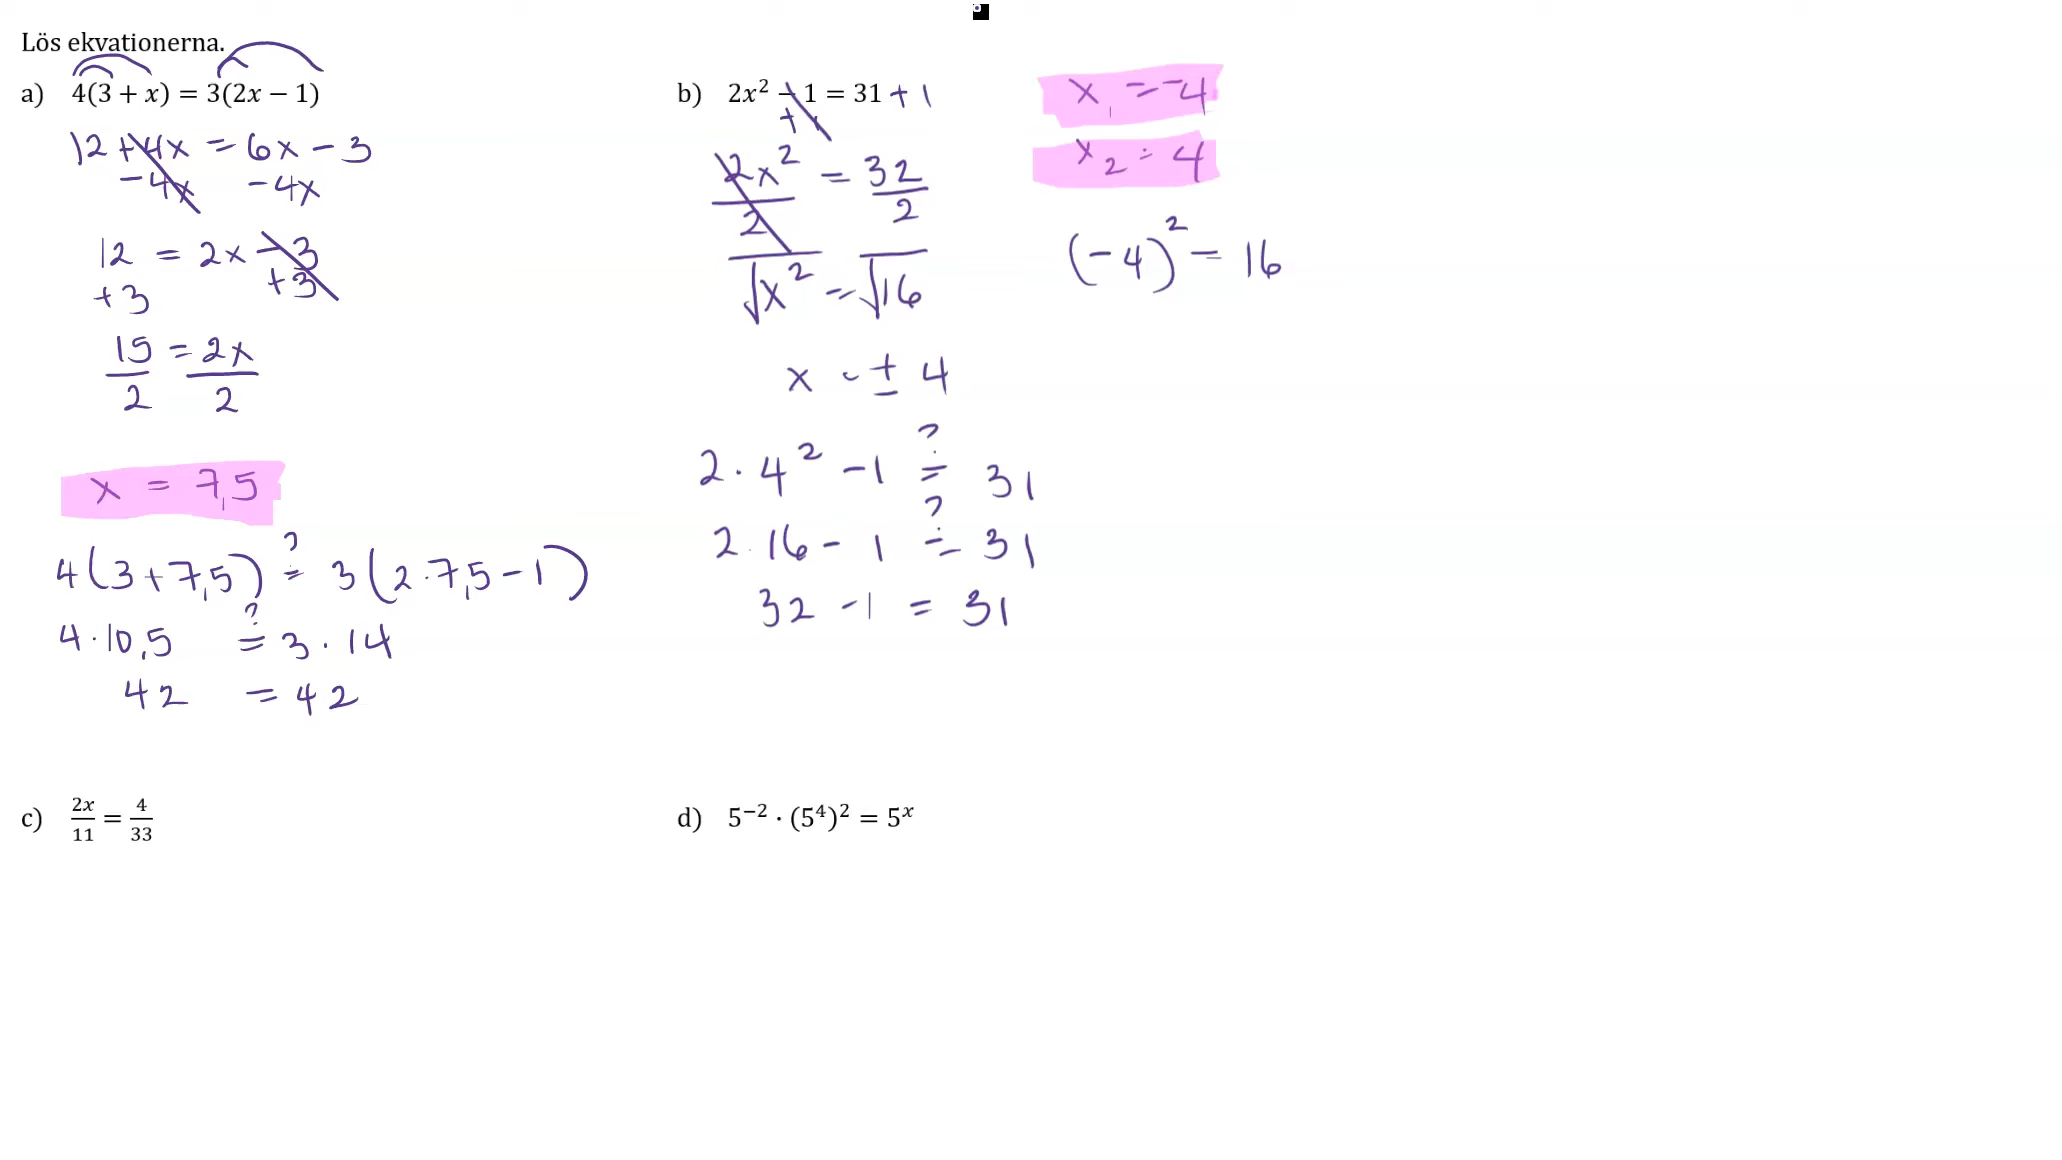 Lös ekvationerna.
a) 4(3 + x) = 3(2x − 1)
12 + 4x = 6x − 3
− 4x − 4x
12 = 2x − 3
+ 3 + 3
15 = 2x
2 2
x = 7,5
4(3 + 7,5) ?= 3(2 · 7,5 − 1)
4 · 10,5 ?= 3 · 14
42 = 42
b) 2x² − 1 = 31 + 1
+ 1
2x² = 32
2 2
√x² = √16
x = ± 4
2 · 4² − 1 ?= 31
2 · 16 − 1 ?= 31
32 − 1 = 31
x₁ = −4
x₂ = 4
(−4)² = 16
c) 2x/11 = 4/33
d) 5⁻² · (5⁴)² = 5ˣ